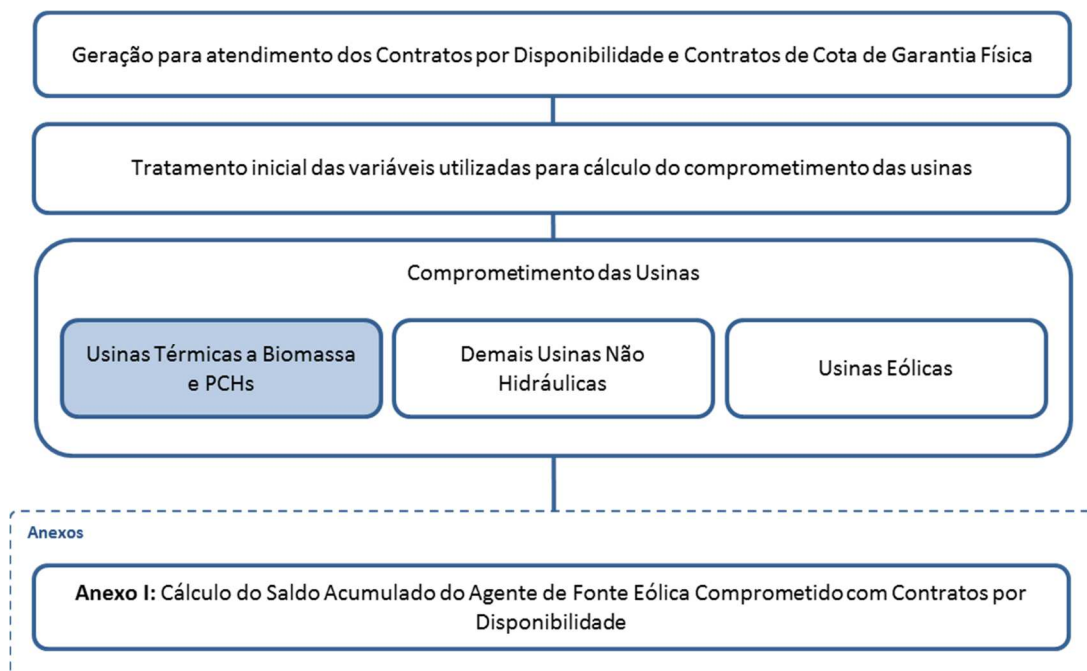 Geração para atendimento dos Contratos por Disponibilidade e Contratos de Cota de Garantia Física
Tratamento inicial das variáveis utilizadas para cálculo do comprometimento das usinas
Comprometimento das Usinas
Usinas Térmicas a Biomassa
e PCHs
Demais Usinas Não
Hidráulicas
Usinas Eólicas
Anexos
Anexo I: Cálculo do Saldo Acumulado do Agente de Fonte Eólica Comprometido com Contratos por
Disponibilidade